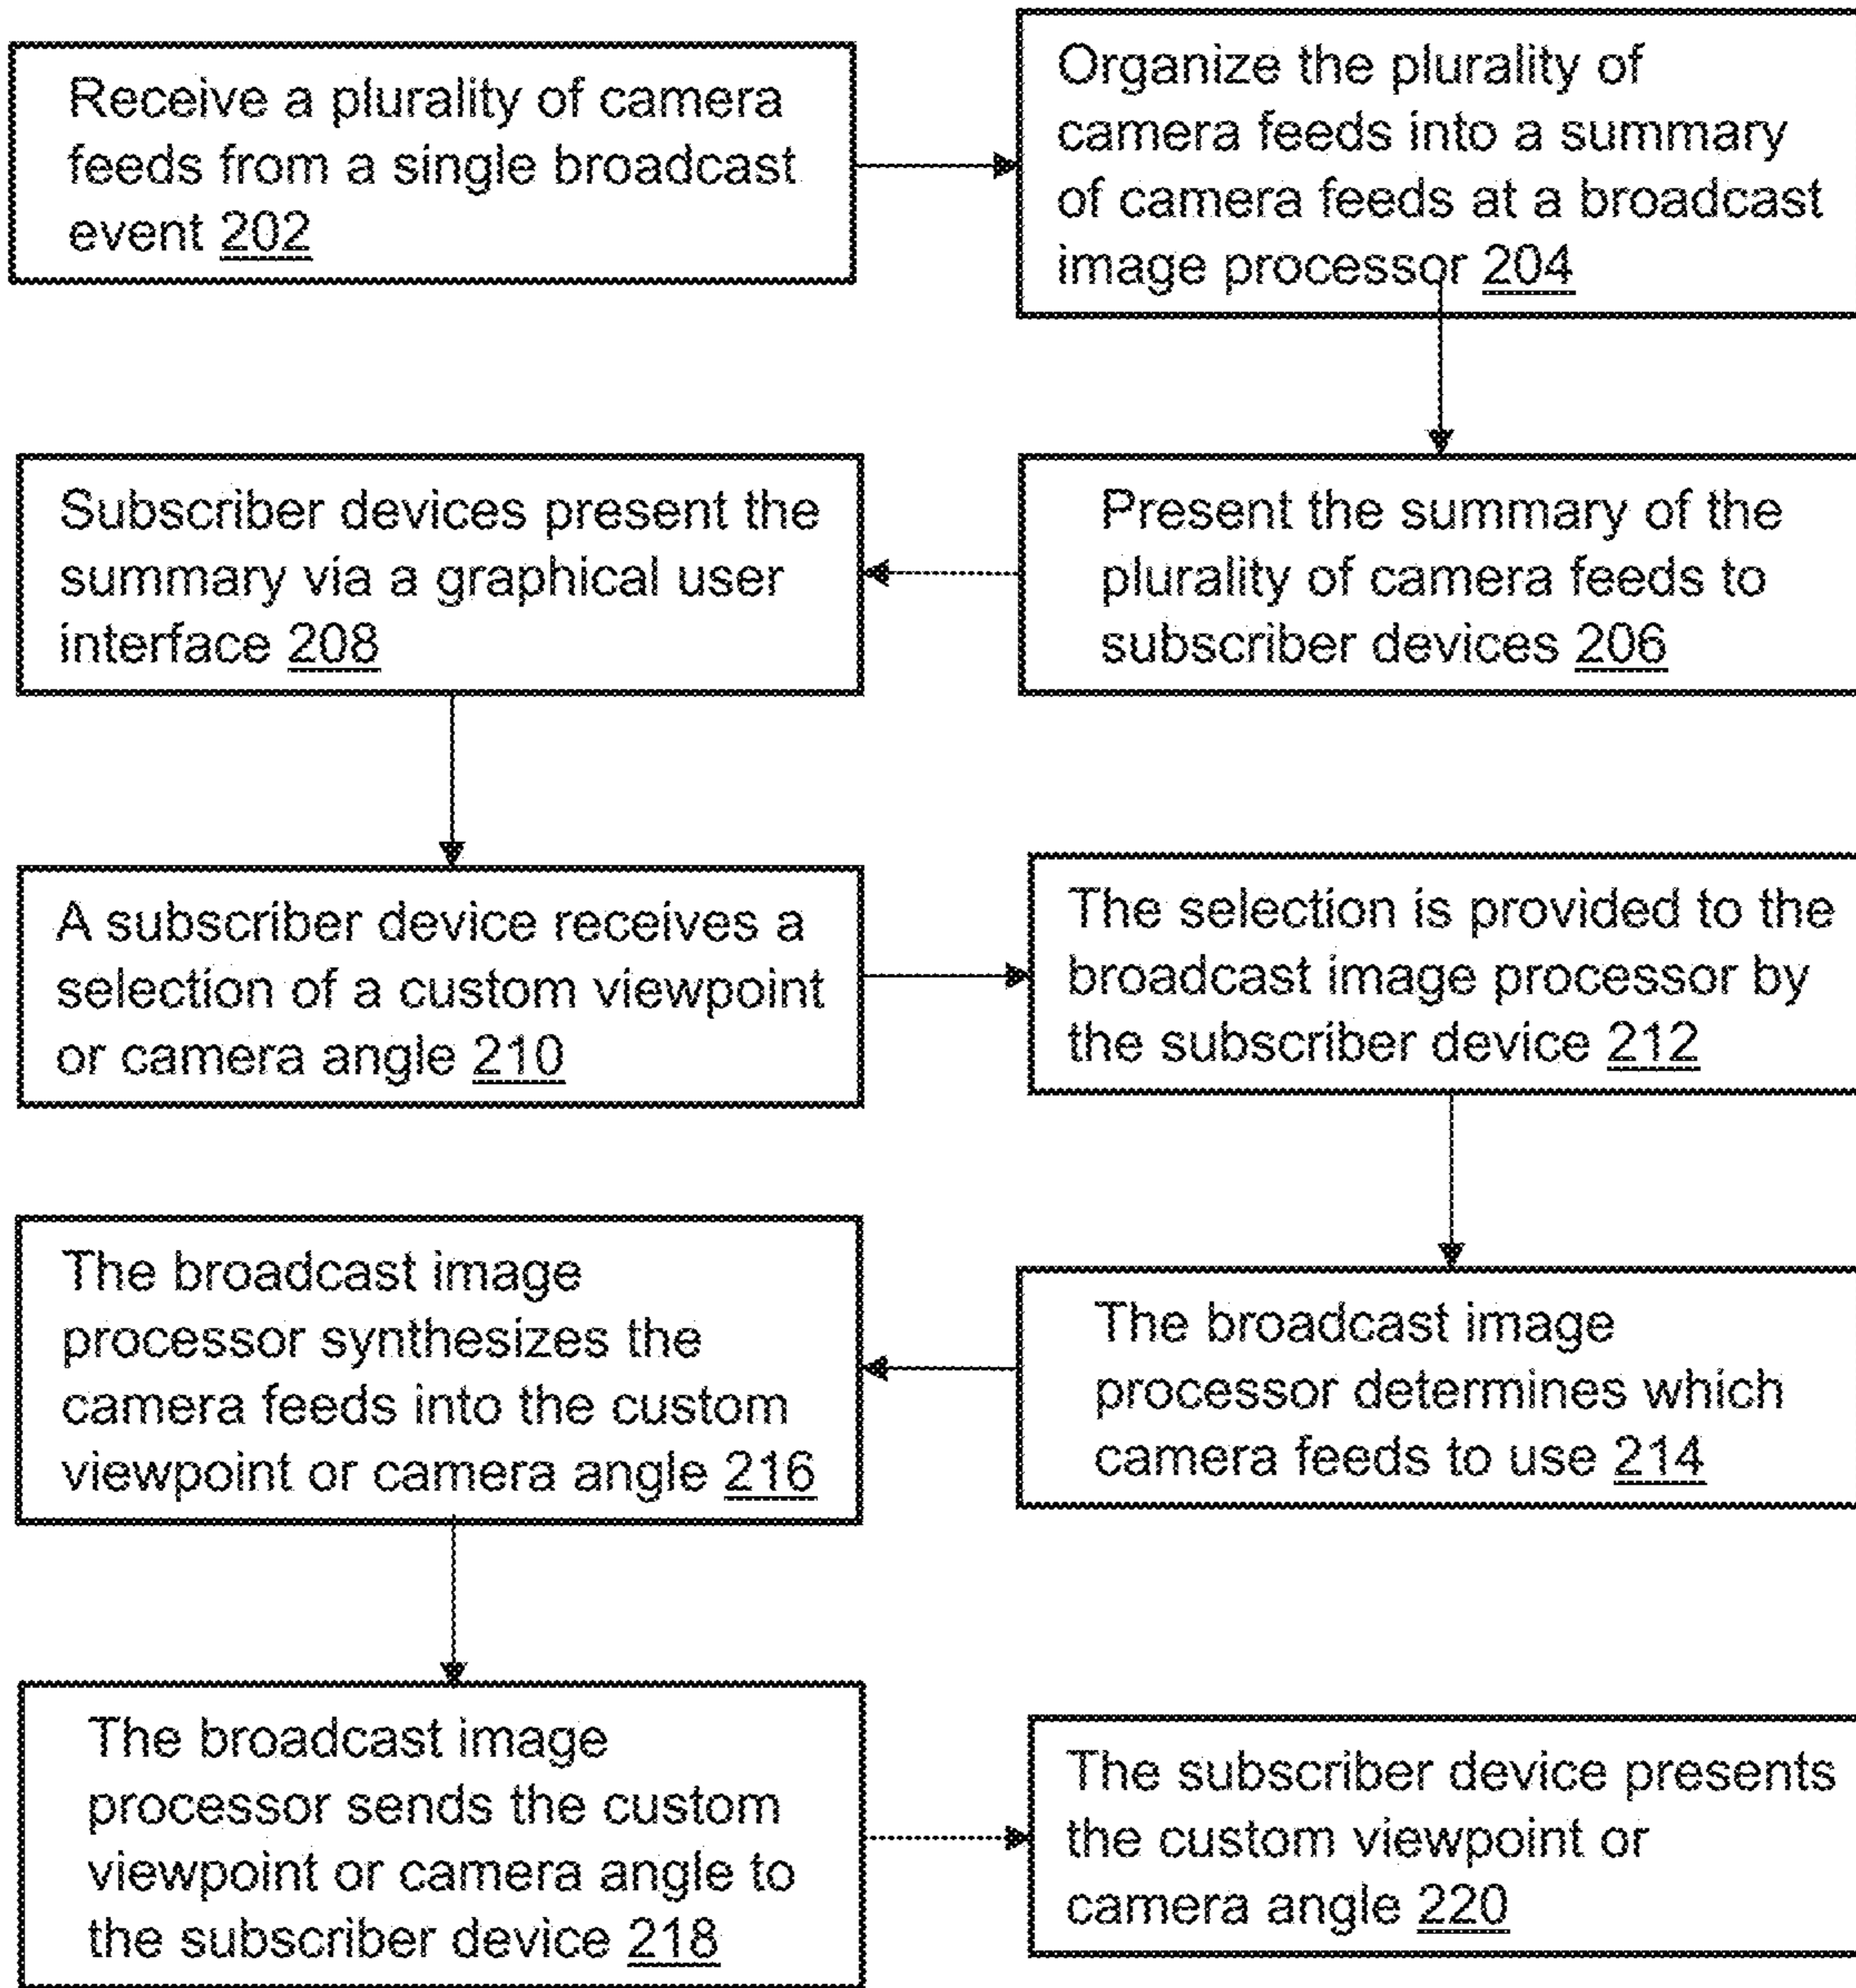 Receive a plurality of camera
feeds from a single broadcast
event 202
Organize the plurality of
camera feeds into a summary
of camera feeds at a broadcast
image processor 204
Present the summary of the
plurality of camera feeds to
subscriber devices 206
Subscriber devices present the
summary via a graphical user
interface 208
A subscriber device receives a
selection of a custom viewpoint
or camera angle 210
The selection is provided to the
broadcast image processor by
the subscriber device 212
The broadcast image
processor determines which
camera feeds to use 214
The broadcast image
processor synthesizes the
camera feeds into the custom
viewpoint or camera angle 216
The broadcast image
processor sends the custom
viewpoint or camera angle to
the subscriber device 218
The subscriber device presents
the custom viewpoint or
camera angle 220